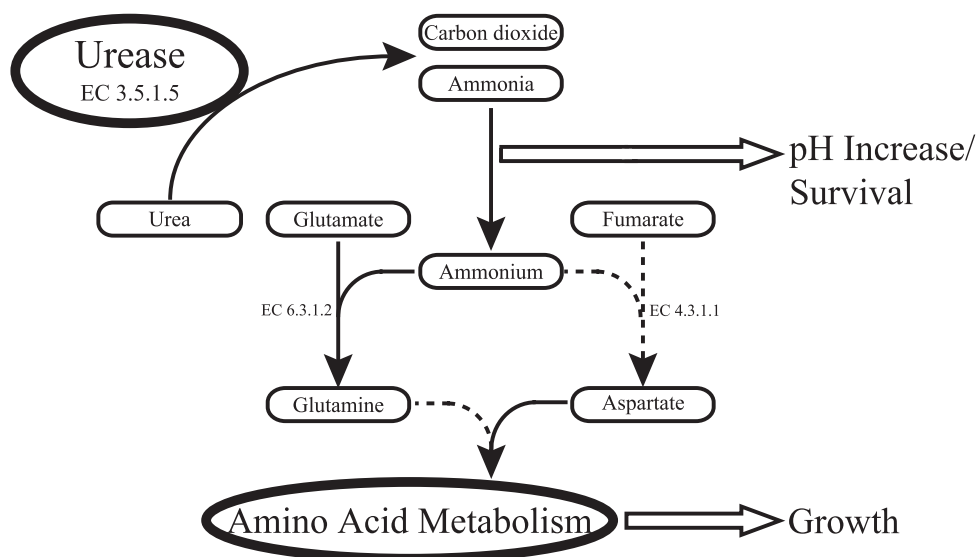 Urease
EC 3.5.1.5
Carbon dioxide
Ammonia
pH Increase/
Survival
Urea
Glutamate
Fumarate
Ammonium
EC 6.3.1.2
EC 4.3.1.1
Glutamine
Aspartate
Amino Acid Metabolism
Growth